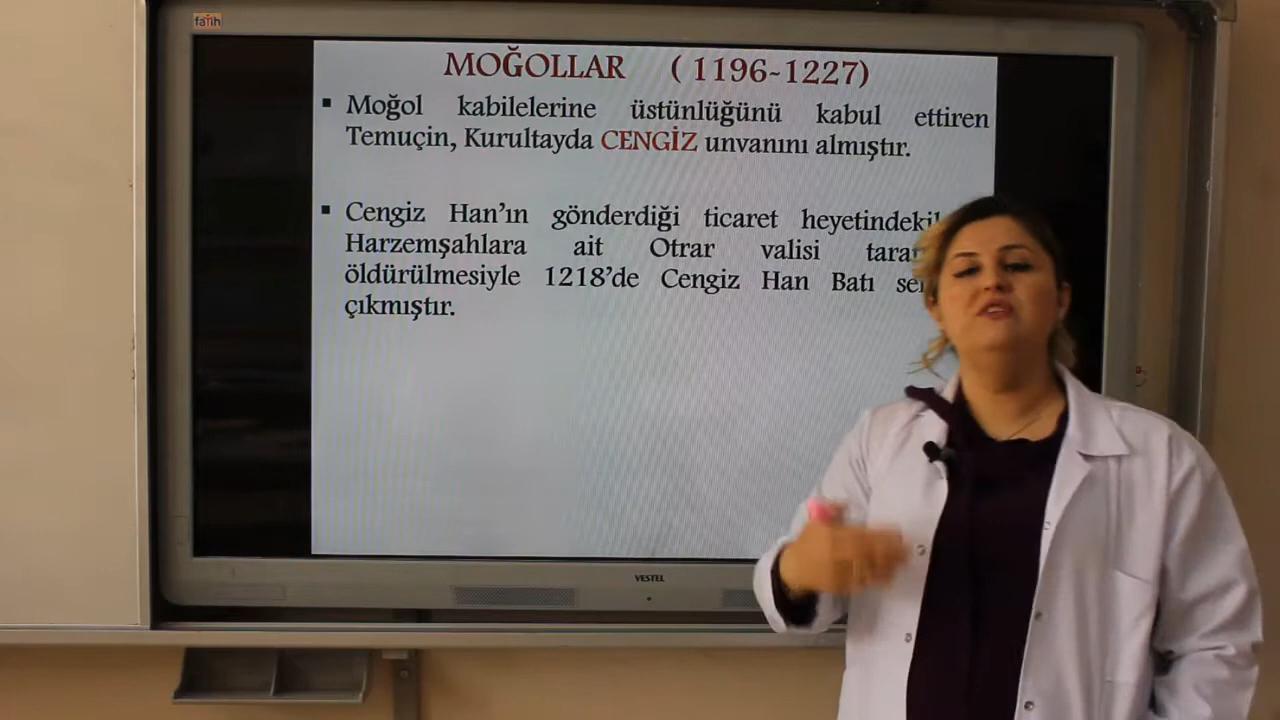 fatih
MOĞOLLAR ( 1196-1227)
▪ Moğol kabilelerine üstünlüğünü kabul ettiren
Temuçin, Kurultayda CENGİZ unvanını almıştır.
▪ Cengiz Han’ın gönderdiği ticaret heyetindeki
Harzemşahlara ait Otrar valisi
öldürülmesiyle 1218’de Cengiz Han Batı
çıkmıştır.
VESTEL